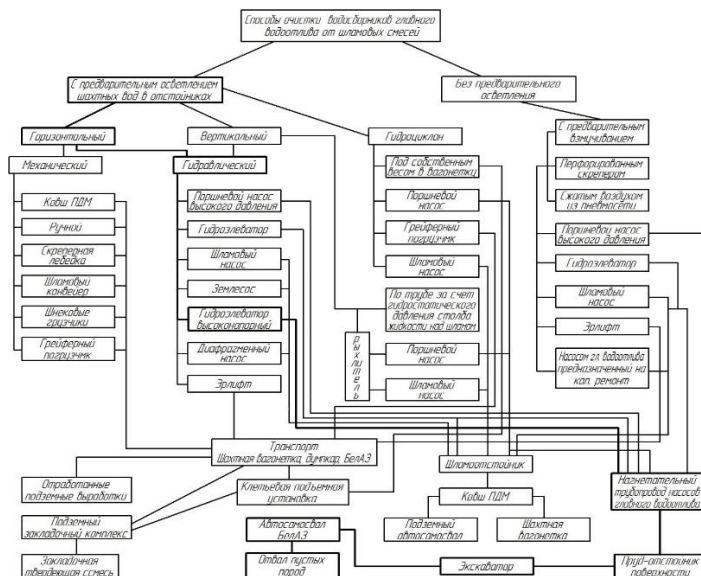 Способы очистки водосборников главного
водоотлива от шламовых смесей
С предварительным осветлением
шахтных вод в отстойниках
Без предварительного
осветления
Горизонтальный
Вертикальный
Гидроциклон
С предварительным
взмучиванием
Механический
Гидравлический
Под собственным
весом в вагонетку
Перфорированным
скрепером
Ковш ПДМ
Поршневой насос
высокого давления
Поршневой
насос
Сжатым воздухом
из пневмосети
Ручной
Гидроэлеватор
Грейферный
погрузчик
Поршневой насос
высокого давления
Скреперная
лебедка
Шламовый
насос
Шламовый
насос
Гидроэлеватор
Шламовый
конвейер
Землесос
По трубе за счет
гидростатического
давления столба
жидкости над шламом
Шламовый
насос
Шнековые
грузчики
Гидроэлеватор
высоконапорный
Эрлифт
Грейферный
погрузчик
Диафрагменный
насос
Рыхлитель
Поршневой
насос
Насосом гл. водоотлива
предназначенный на
кап. ремонт
Эрлифт
Шламовый
насос
Транспорт
Шахтная вагонетка, думпкар, БелАЗ
Шламоотстойник
Отработанные
подземные выработки
Клетьевая подъемная
установка
Ковш ПДМ
Нагнетательный
трубопровод насосов
главного водоотлива
Подземный
закладочный комплекс
Автосамосвал
БелАЗ
Подземный
автосамосвал
Шахтная
вагонетка
Закладочная
твердеющая ссмесь
Отвал пустых
пород
Экскаватор
Пруд-отстойник
поверхности